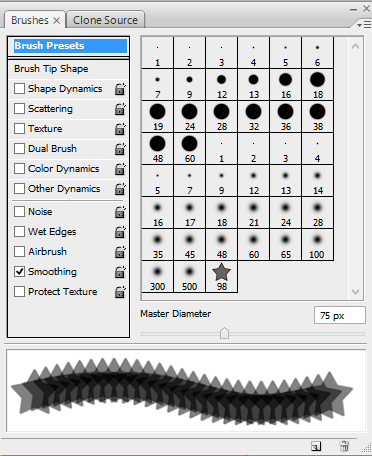 Brushes × Clone Source
Brush Presets
Brush Tip Shape
Shape Dynamics
Scattering
Texture
Dual Brush
Color Dynamics
Other Dynamics
Noise
Wet Edges
Airbrush
Smoothing
Protect Texture
1 2 3 4 5 6
7 9 12 13 16 18
19 24 28 32 36 38
48 60 1 2 3 4
5 7 9 12 13 14
16 17 18 21 24 28
35 45 48 60 65 100
300 500 98
Master Diameter 75 px